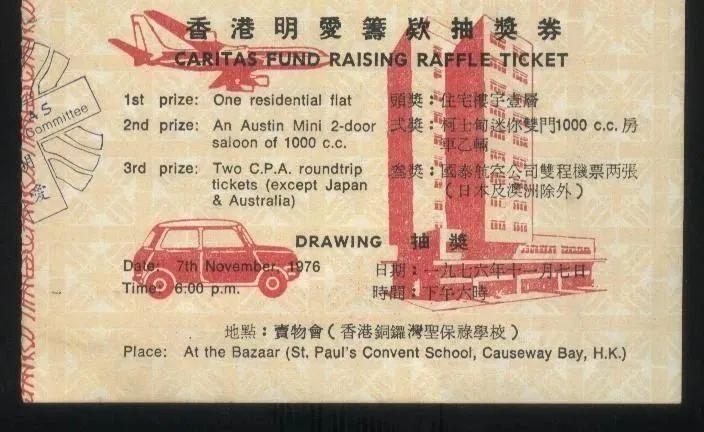 香港明愛籌欵抽獎券
CARITAS FUND RAISING RAFFLE TICKET
1st prize: One residential flat
頭獎：住宅樓宇壹層
2nd prize: An Austin Mini 2-door
saloon of 1000 c.c.
弍獎：柯士甸迷你雙門1000 c.c. 房
車乙輛
3rd prize: Two C.P.A. roundtrip
tickets (except Japan
& Australia)
叁獎：國泰航空公司雙程機票两張
（日本及澳洲除外）
DRAWING 抽獎
Date: 7th November, 1976
日期：一九七六年十一月七日
Time: 6:00 p.m.
時間：下午六時
地點：賣物會（香港銅鑼灣聖保祿學校）
Place: At the Bazaar (St. Paul's Convent School, Causeway Bay, H.K.)
AS
Committee
明
愛